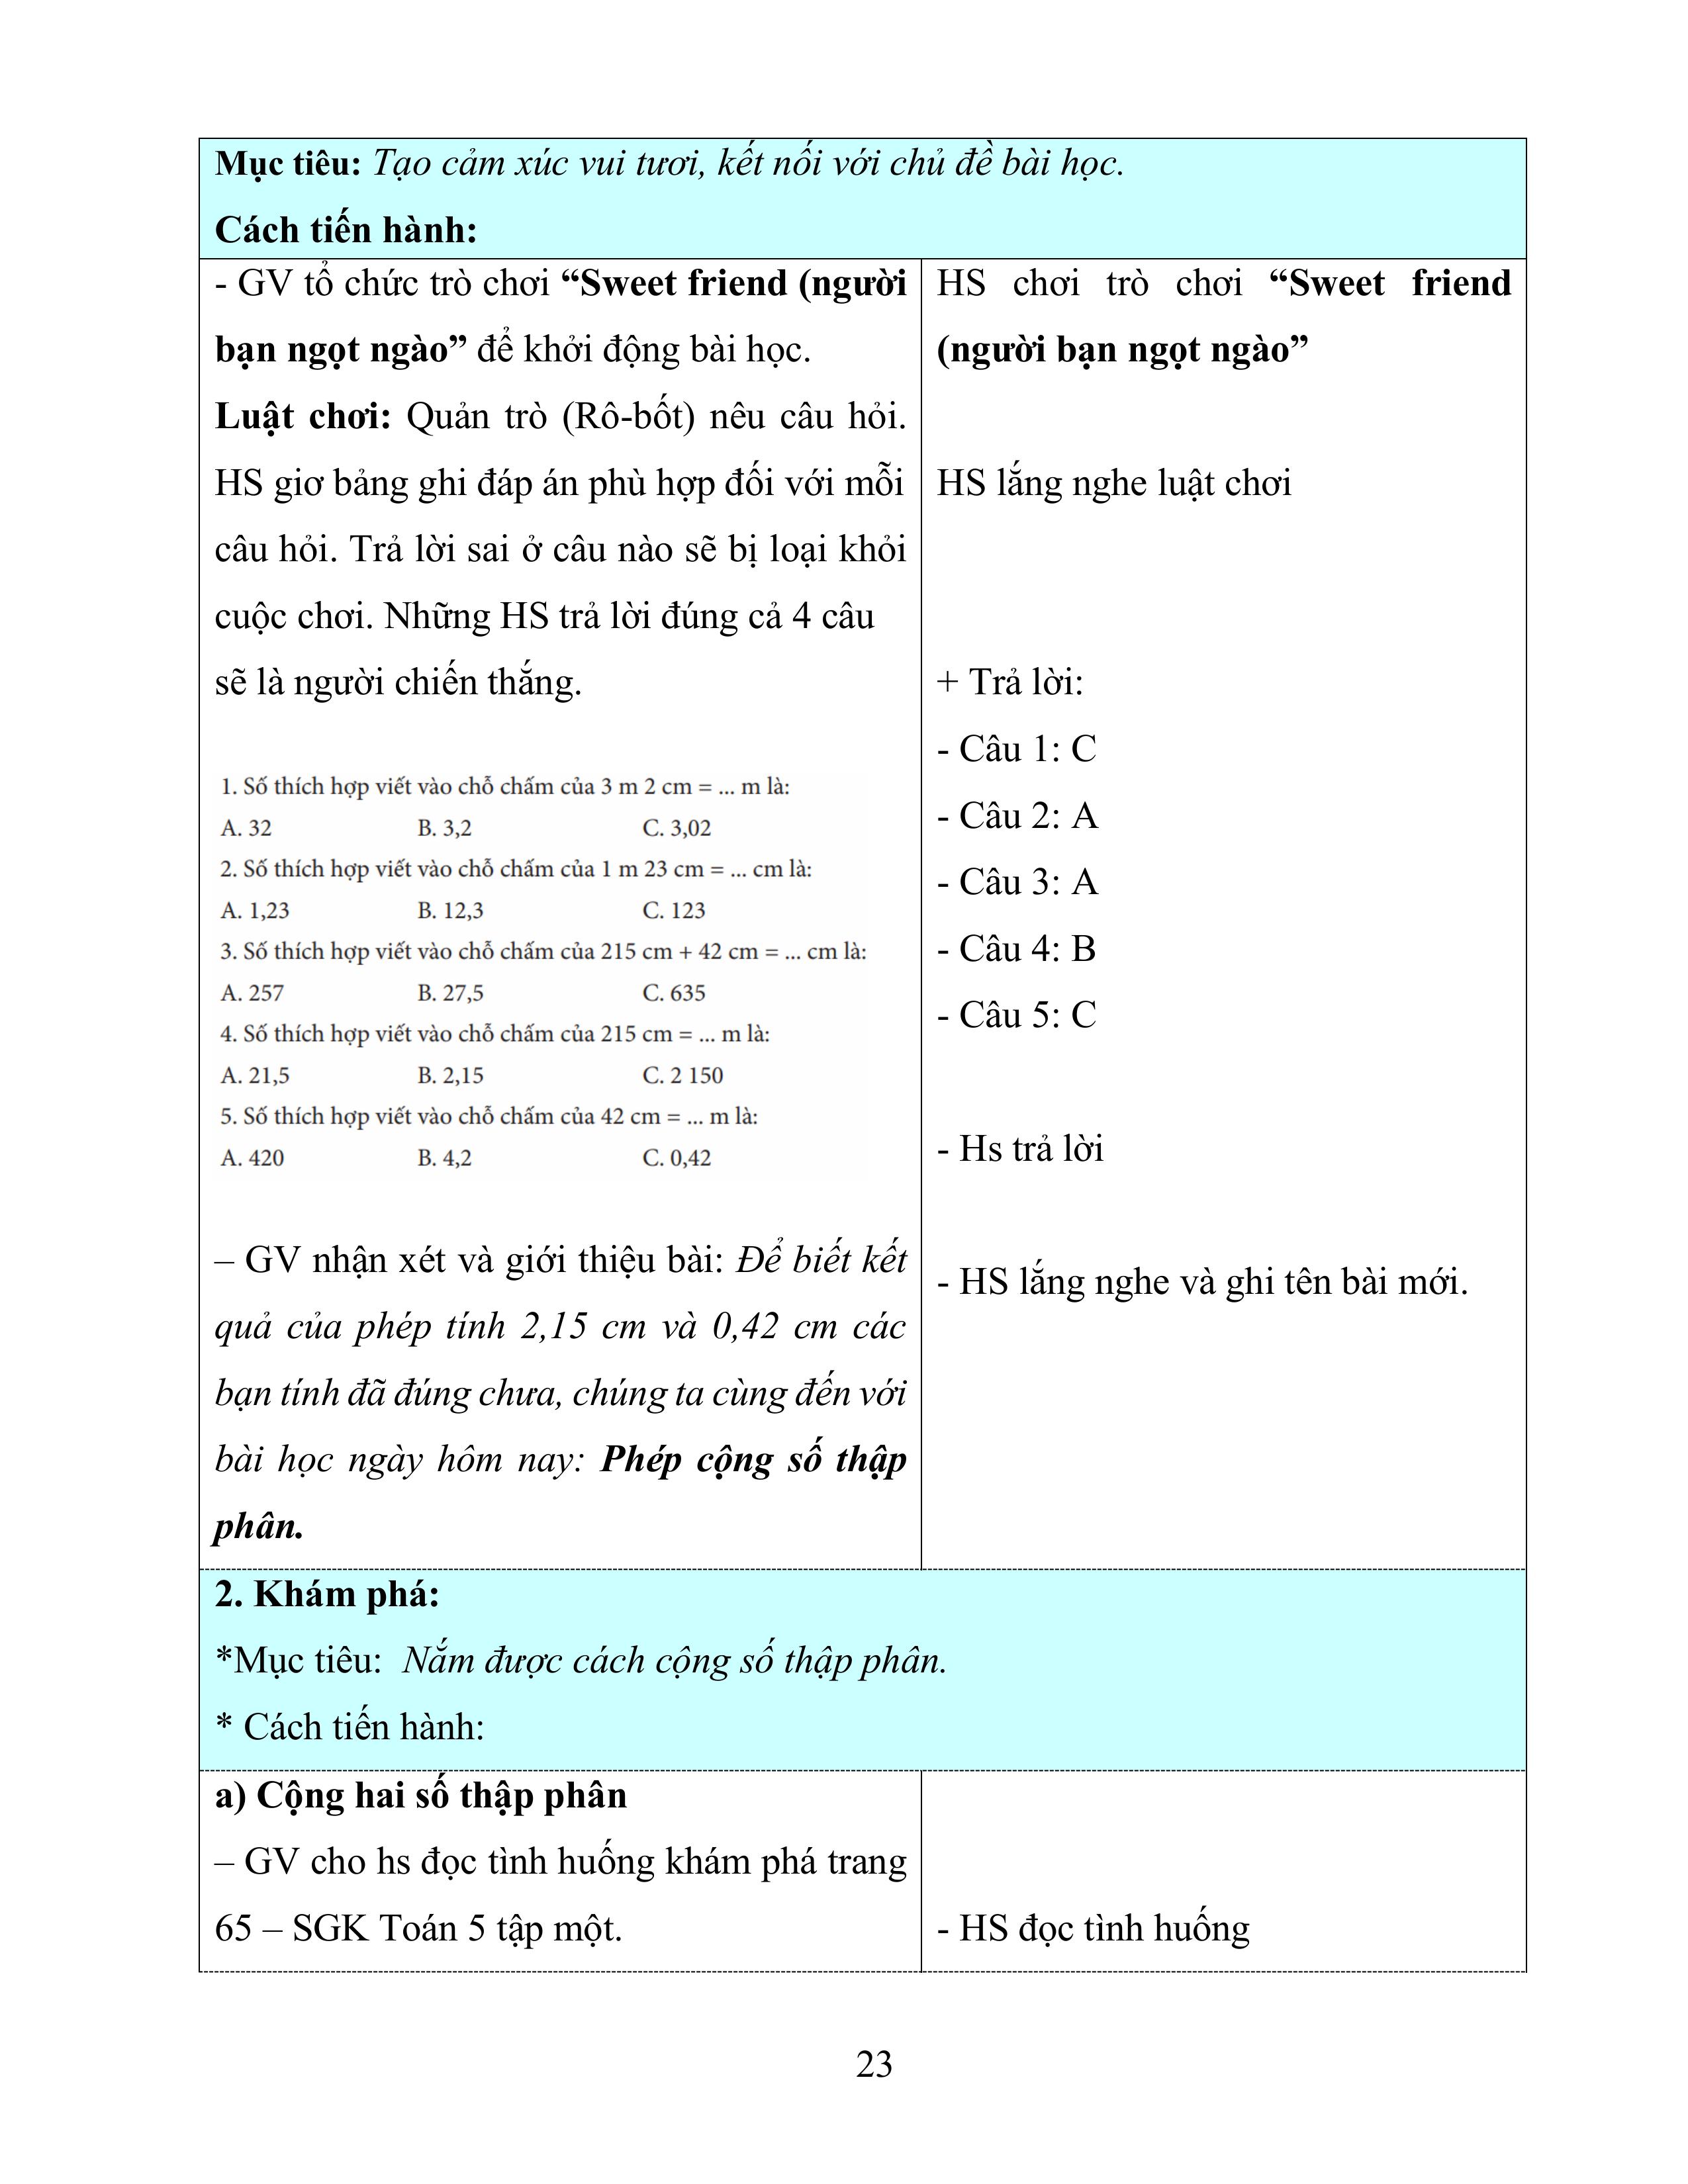 Mục tiêu: Tạo cảm xúc vui tươi, kết nối với chủ đề bài học.
Cách tiến hành:
- GV tổ chức trò chơi “Sweet friend (người
bạn ngọt ngào” để khởi động bài học.
Luật chơi: Quản trò (Rô-bốt) nêu câu hỏi.
HS giơ bảng ghi đáp án phù hợp đối với mỗi
câu hỏi. Trả lời sai ở câu nào sẽ bị loại khỏi
cuộc chơi. Những HS trả lời đúng cả 4 câu
sẽ là người chiến thắng.
1. Số thích hợp viết vào chỗ chấm của 3 m 2 cm = ... m là:
A. 32 B. 3,2 C. 3,02
2. Số thích hợp viết vào chỗ chấm của 1 m 23 cm = ... cm là:
A. 1,23 B. 12,3 C. 123
3. Số thích hợp viết vào chỗ chấm của 215 cm + 42 cm = ... cm là:
A. 257 B. 27,5 C. 635
4. Số thích hợp viết vào chỗ chấm của 215 cm = ... m là:
A. 21,5 B. 2,15 C. 2 150
5. Số thích hợp viết vào chỗ chấm của 42 cm = ... m là:
A. 420 B. 4,2 C. 0,42
– GV nhận xét và giới thiệu bài: Để biết kết
quả của phép tính 2,15 cm và 0,42 cm các
bạn tính đã đúng chưa, chúng ta cùng đến với
bài học ngày hôm nay: Phép cộng số thập
phân.
HS chơi trò chơi “Sweet friend
(người bạn ngọt ngào”
HS lắng nghe luật chơi
+ Trả lời:
- Câu 1: C
- Câu 2: A
- Câu 3: A
- Câu 4: B
- Câu 5: C
- Hs trả lời
- HS lắng nghe và ghi tên bài mới.
2. Khám phá:
*Mục tiêu: Nắm được cách cộng số thập phân.
* Cách tiến hành:
a) Cộng hai số thập phân
– GV cho hs đọc tình huống khám phá trang
65 – SGK Toán 5 tập một.
- HS đọc tình huống
23